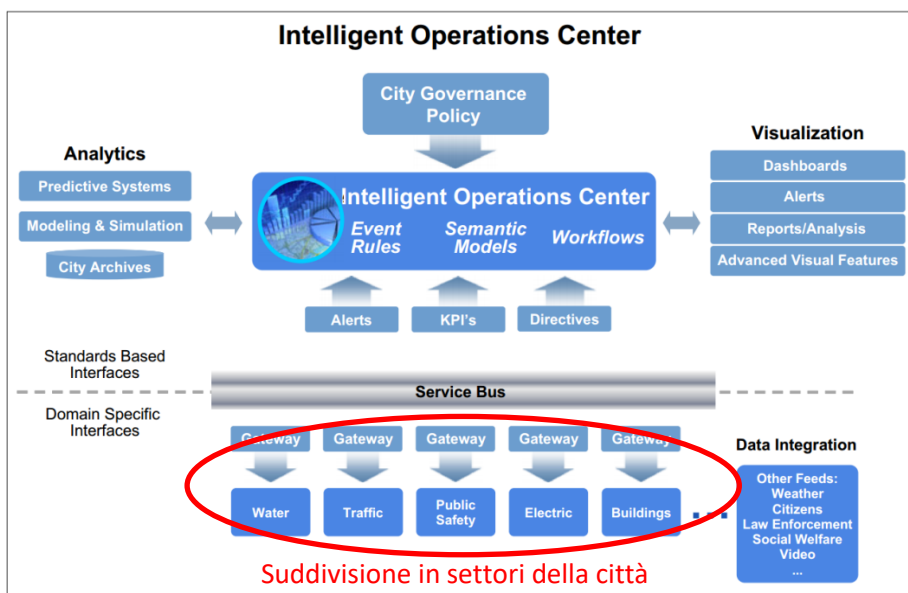 Intelligent Operations Center
City Governance
Policy
Analytics
Predictive Systems
Modeling & Simulation
City Archives
Intelligent Operations Center
Event
Rules
Semantic
Models
Workflows
Visualization
Dashboards
Alerts
Reports/Analysis
Advanced Visual Features
Alerts
KPI's
Directives
Standards Based
Interfaces
Service Bus
Domain Specific
Interfaces
Gateway
Gateway
Gateway
Gateway
Gateway
Water
Traffic
Public
Safety
Electric
Buildings
Data Integration
Other Feeds:
Weather
Citizens
Law Enforcement
Social Welfare
Video
...
Suddivisione in settori della città